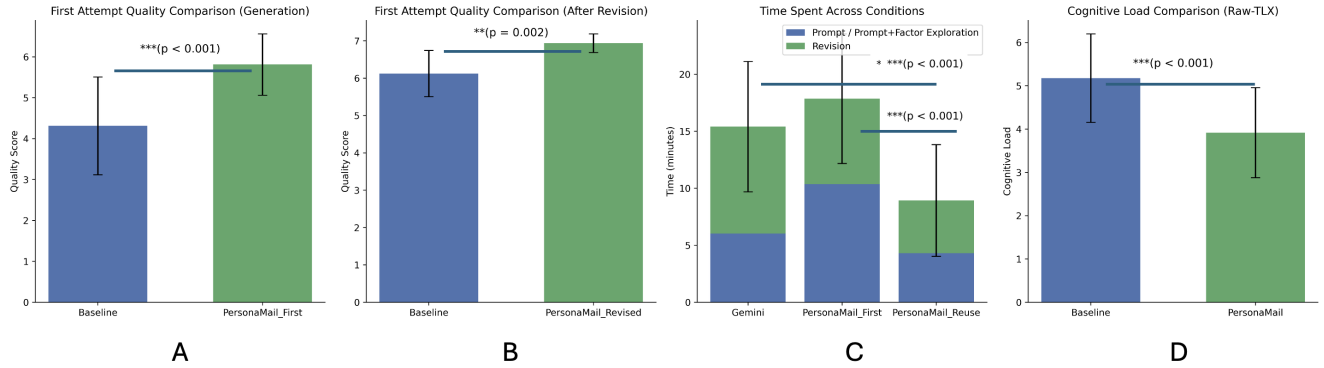 First Attempt Quality Comparison (Generation)
Quality Score
6
5
4
3
2
1
0
***(p < 0.001)
Baseline
PersonaMail_First
A
First Attempt Quality Comparison (After Revision)
Quality Score
7
6
5
4
3
2
1
0
**(p = 0.002)
Baseline
PersonaMail_Revised
B
Time Spent Across Conditions
Time (minutes)
20
15
10
5
0
Prompt / Prompt+Factor Exploration
Revision
* ***(p < 0.001)
***(p < 0.001)
Gemini
PersonaMail_First
PersonaMail_Reuse
C
Cognitive Load Comparison (Raw-TLX)
Cognitive Load
6
5
4
3
2
1
0
***(p < 0.001)
Baseline
PersonaMail
D